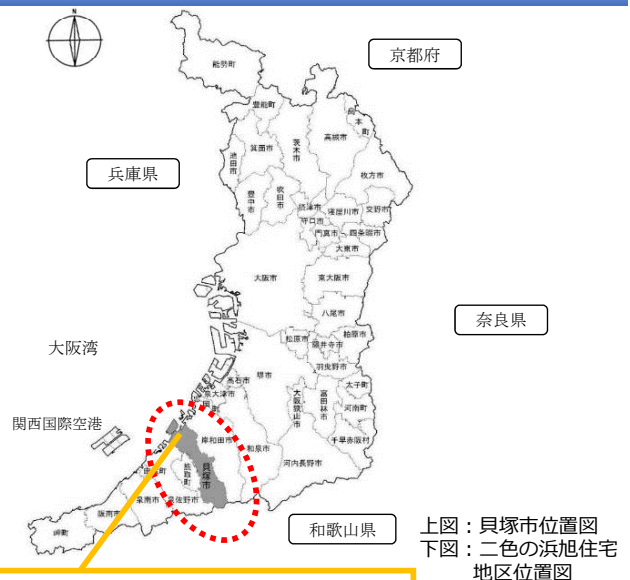 N
能勢町
京都府
豊能町
島本町
高槻市
茨木市
箕面市
池田市
兵庫県
枚方市
吹田市
豊中市
摂津市
寝屋川市
交野市
守口市
門真市
四条畷市
大東市
大阪市
東大阪市
八尾市
奈良県
大阪湾
柏原市
松原市
藤井寺市
羽曳野市
堺市
高石市
太子町
泉大津市
大阪狭山市
富田林市
河南町
関西国際空港
岸和田市
和泉市
千早赤阪村
河内長野市
貝塚市
熊取町
泉佐野市
泉南市
阪南市
岬町
和歌山県
上図：貝塚市位置図
下図：二色の浜旭住宅
地区位置図